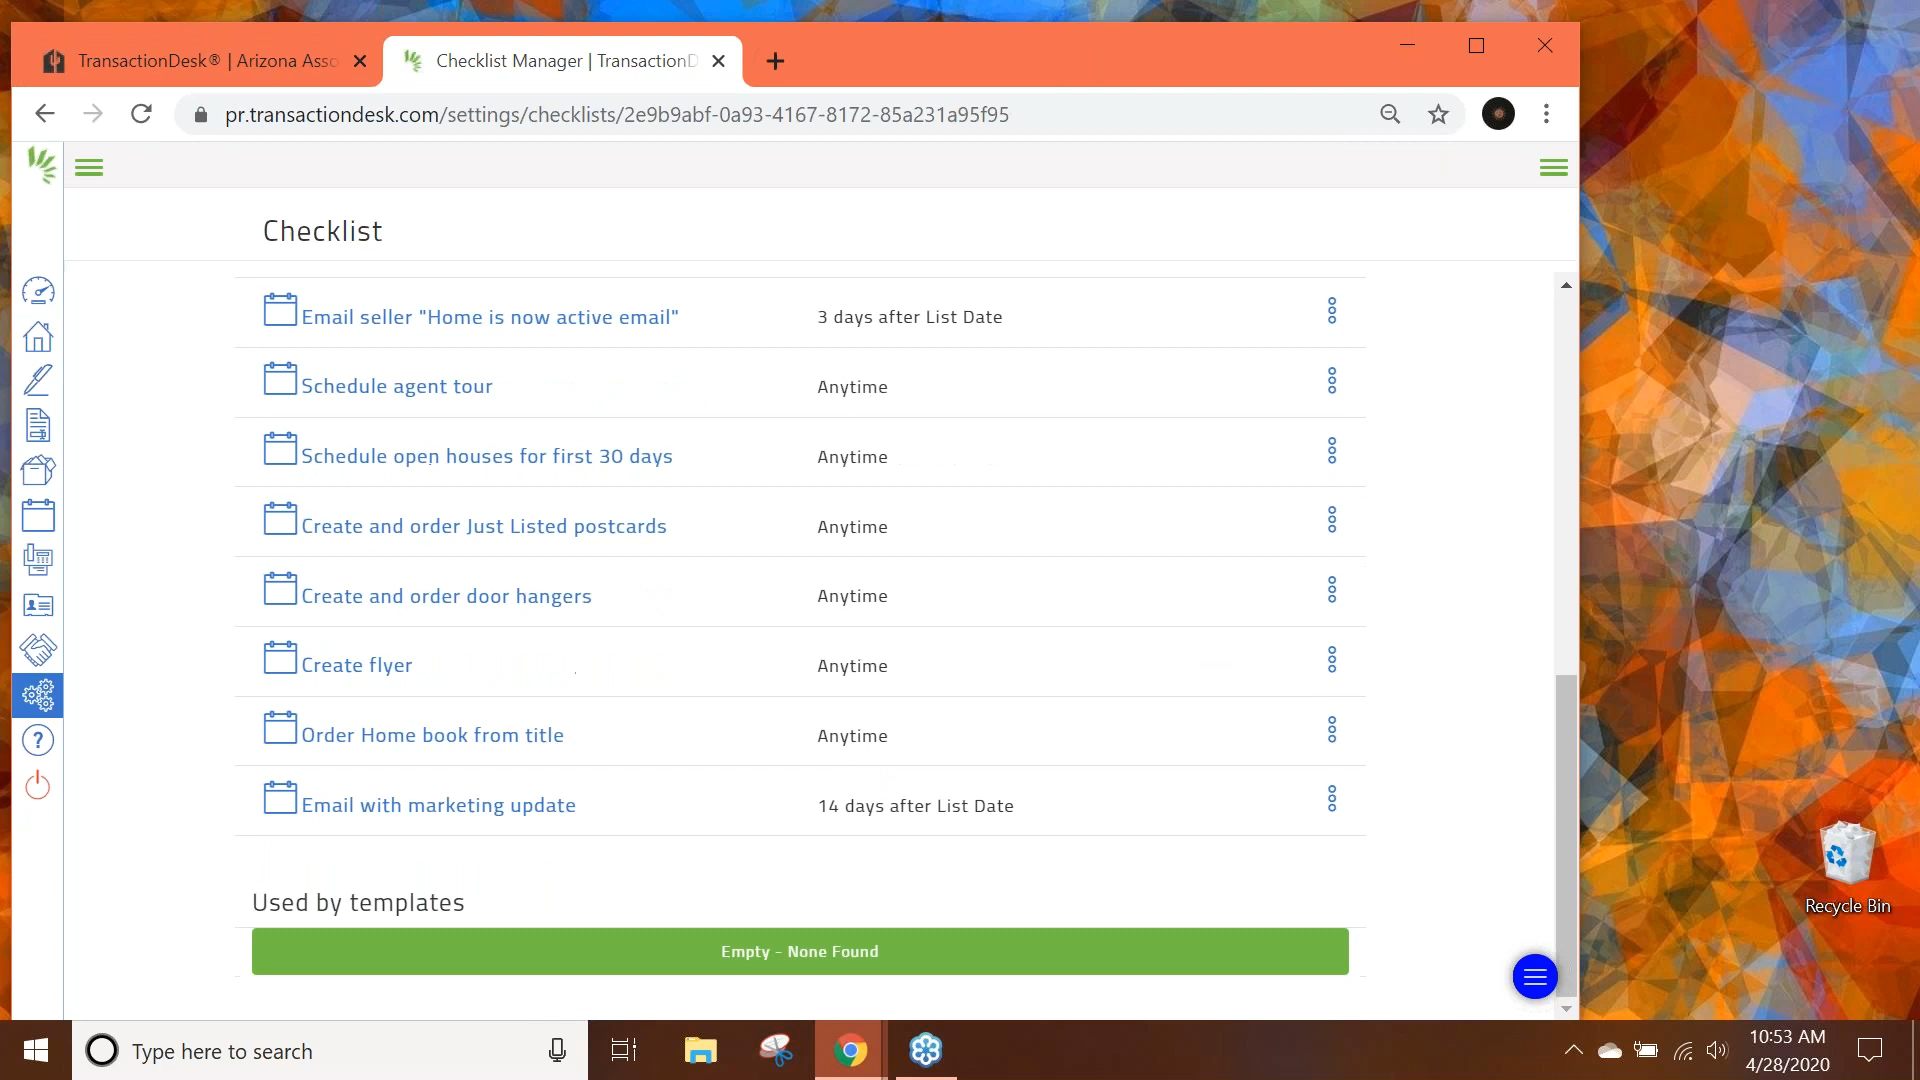 TransactionDesk® | Arizona Asso
Checklist Manager | TransactionD
pr.transactiondesk.com/settings/checklists/2e9b9abf-0a93-4167-8172-85a231a95f95
Checklist
Email seller "Home is now active email" 3 days after List Date
Schedule agent tour Anytime
Schedule open houses for first 30 days Anytime
Create and order Just Listed postcards Anytime
Create and order door hangers Anytime
Create flyer Anytime
Order Home book from title Anytime
Email with marketing update 14 days after List Date
Used by templates
Empty - None Found
?
Recycle Bin
Type here to search
10:53 AM
4/28/2020